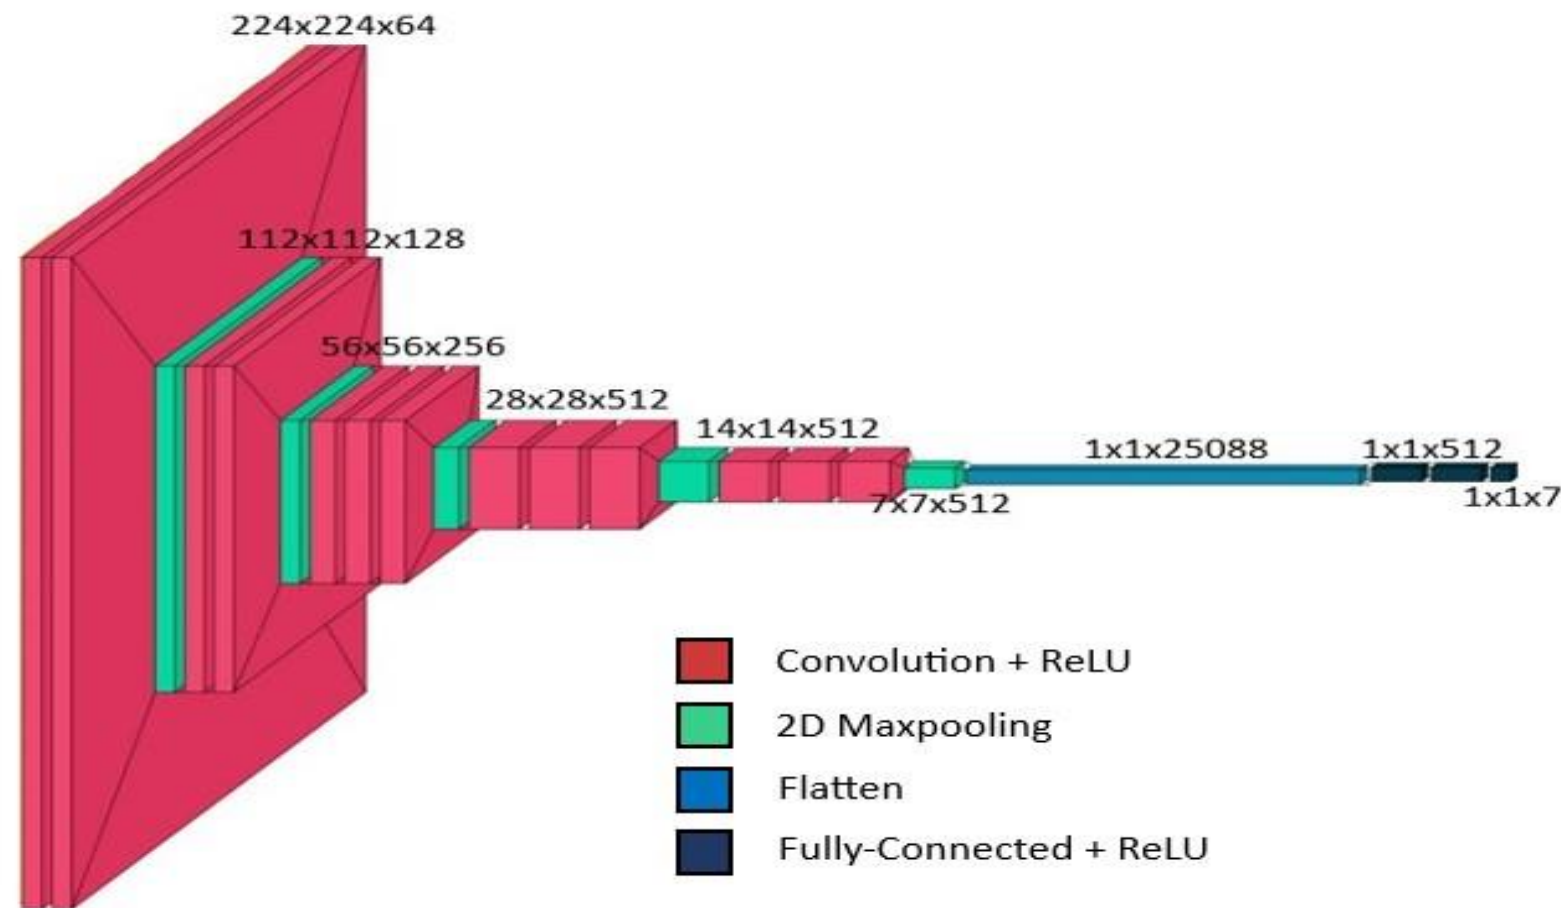 224x224x64
112x112x128
56x56x256
28x28x512
14x14x512
7x7x512
1x1x25088
1x1x512
1x1x7
Convolution + ReLU
2D Maxpooling
Flatten
Fully-Connected + ReLU